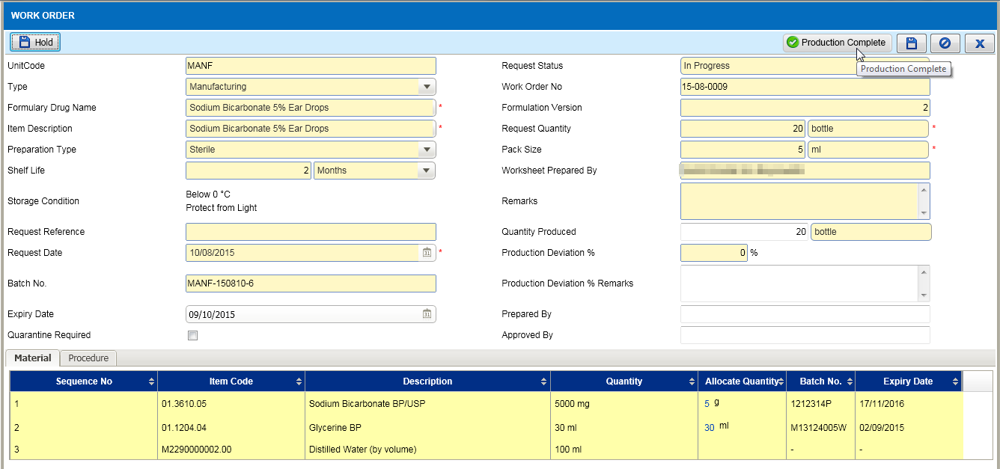 WORK ORDER
Hold
Production Complete
Production Complete
UnitCode MANF Request Status In Progress
Type Manufacturing Work Order No 15-08-0009
Formulary Drug Name Sodium Bicarbonate 5% Ear Drops * Formulation Version 2
Item Description Sodium Bicarbonate 5% Ear Drops * Request Quantity 20 bottle *
Preparation Type Sterile Pack Size 5 ml *
Shelf Life 2 Months Worksheet Prepared By
Storage Condition Below 0 °C
Protect from Light
Remarks
Request Reference Quantity Produced 20 bottle
Request Date 10/08/2015 31 * Production Deviation % 0 %
Batch No. MANF-150810-6 Production Deviation % Remarks
Expiry Date 09/10/2015 31 Prepared By
Quarantine Required Approved By
Material Procedure
Sequence No Item Code Description Quantity Allocate Quantity Batch No. Expiry Date
1 01.3610.05 Sodium Bicarbonate BP/USP 5000 mg 5 g 1212314P 17/11/2016
2 01.1204.04 Glycerine BP 30 ml 30 ml M13124005W 02/09/2015
3 M2290000002.00 Distilled Water (by volume) 100 ml - -